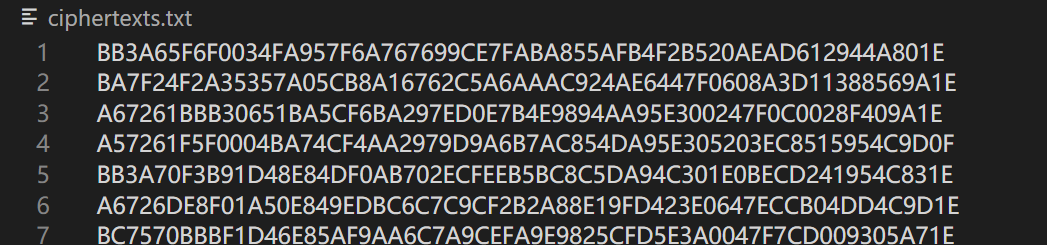 ciphertexts.txt
1 BB3A65F6F0034FA957F6A767699CE7FABA855AFB4F2B520AEAD612944A801E
2 BA7F24F2A35357A05CB8A16762C5A6AAAC924AE6447F0608A3D11388569A1E
3 A67261BBB30651BA5CF6BA297ED0E7B4E9894AA95E300247F0C0028F409A1E
4 A57261F5F0004BA74CF4AA2979D9A6B7AC854DA95E305203EC8515954C9D0F
5 BB3A70F3B91D48E84DF0AB702ECFEEB5BC8C5DA94C301E0BECD241954C831E
6 A6726DE8F01A50E849EDBC6C7C9CF2B2A88E19FD423E0647ECCB04DD4C9D1E
7 BC7570BBBF1D46E85AF9AA6C7A9CEFA9E9825CFD5E3A0047F7CD009305A71E